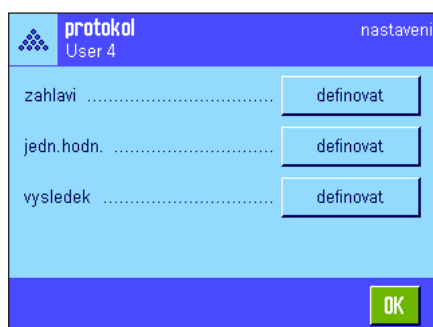 protokol nastaveni
User 4
zahlavi ................................ definovat
jedn.hodn. ........................... definovat
vysledek ............................. definovat
OK